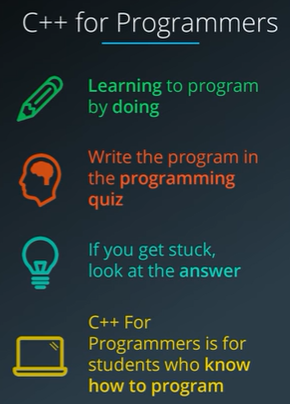 C++ for Programmers
Learning to program
by doing
Write the program in
the programming
quiz
If you get stuck,
look at the answer
C++ For
Programmers is for
students who know
how to program